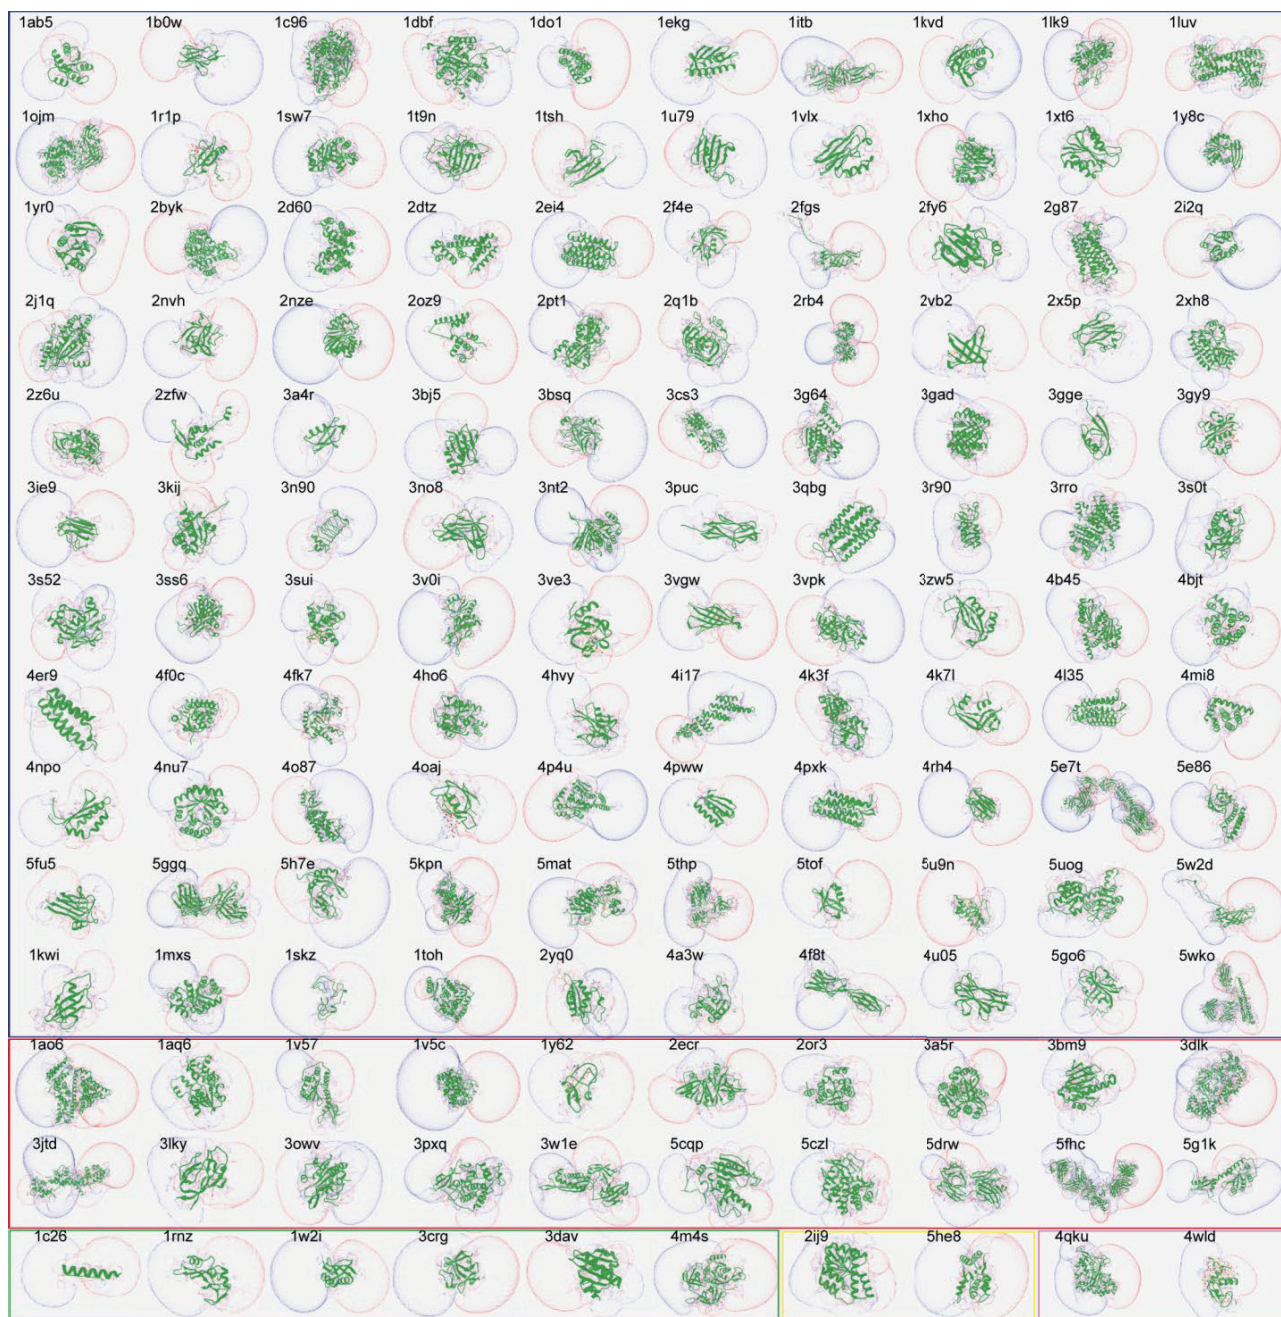 1ab5 1b0w 1c96 1dbf 1do1 1ekg 1itb 1kvd 1lk9 1luv
1ojm 1r1p 1sw7 1t9n 1tsh 1u79 1vlx 1xho 1xt6 1y8c
1yr0 2byk 2d60 2dtz 2ei4 2f4e 2fgs 2fy6 2g87 2i2q
2j1q 2nvh 2nze 2oz9 2pt1 2q1b 2rb4 2vb2 2x5p 2xh8
2z6u 2zfw 3a4r 3bj5 3bsq 3cs3 3g64 3gad 3gge 3gy9
3ie9 3kij 3n90 3no8 3nt2 3puc 3qbg 3r90 3rro 3s0t
3s52 3ss6 3sui 3v0i 3ve3 3vgw 3vpk 3zw5 4b45 4bjt
4er9 4f0c 4fk7 4ho6 4hvy 4i17 4k3f 4k7l 4l35 4mi8
4npo 4nu7 4o87 4oaj 4p4u 4pww 4pxk 4rh4 5e7t 5e86
5fu5 5ggq 5h7e 5kpn 5mat 5thp 5tof 5u9n 5uog 5w2d
1kwi 1mxs 1skz 1toh 2yq0 4a3w 4f8t 4u05 5go6 5wko
1ao6 1aq6 1v57 1v5c 1y62 2ecr 2or3 3a5r 3bm9 3dlk
3jtd 3lky 3owv 3pxq 3w1e 5cqp 5czl 5drw 5fhc 5g1k
1c26 1rnz 1w2i 3crg 3dav 4m4s 2ij9 5he8 4qku 4wld